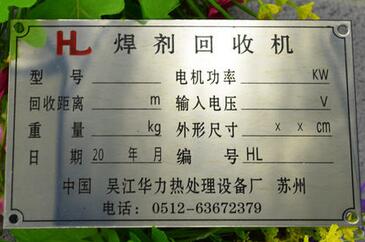 HL 焊剂回收机
型号 电机功率 KW
回收距离 m 输入电压 V
重量 kg 外形尺寸 x x cm
日期 20 年 月 编号 HL
中国 吴江华力热处理设备厂 苏州
电话：0512-63672379